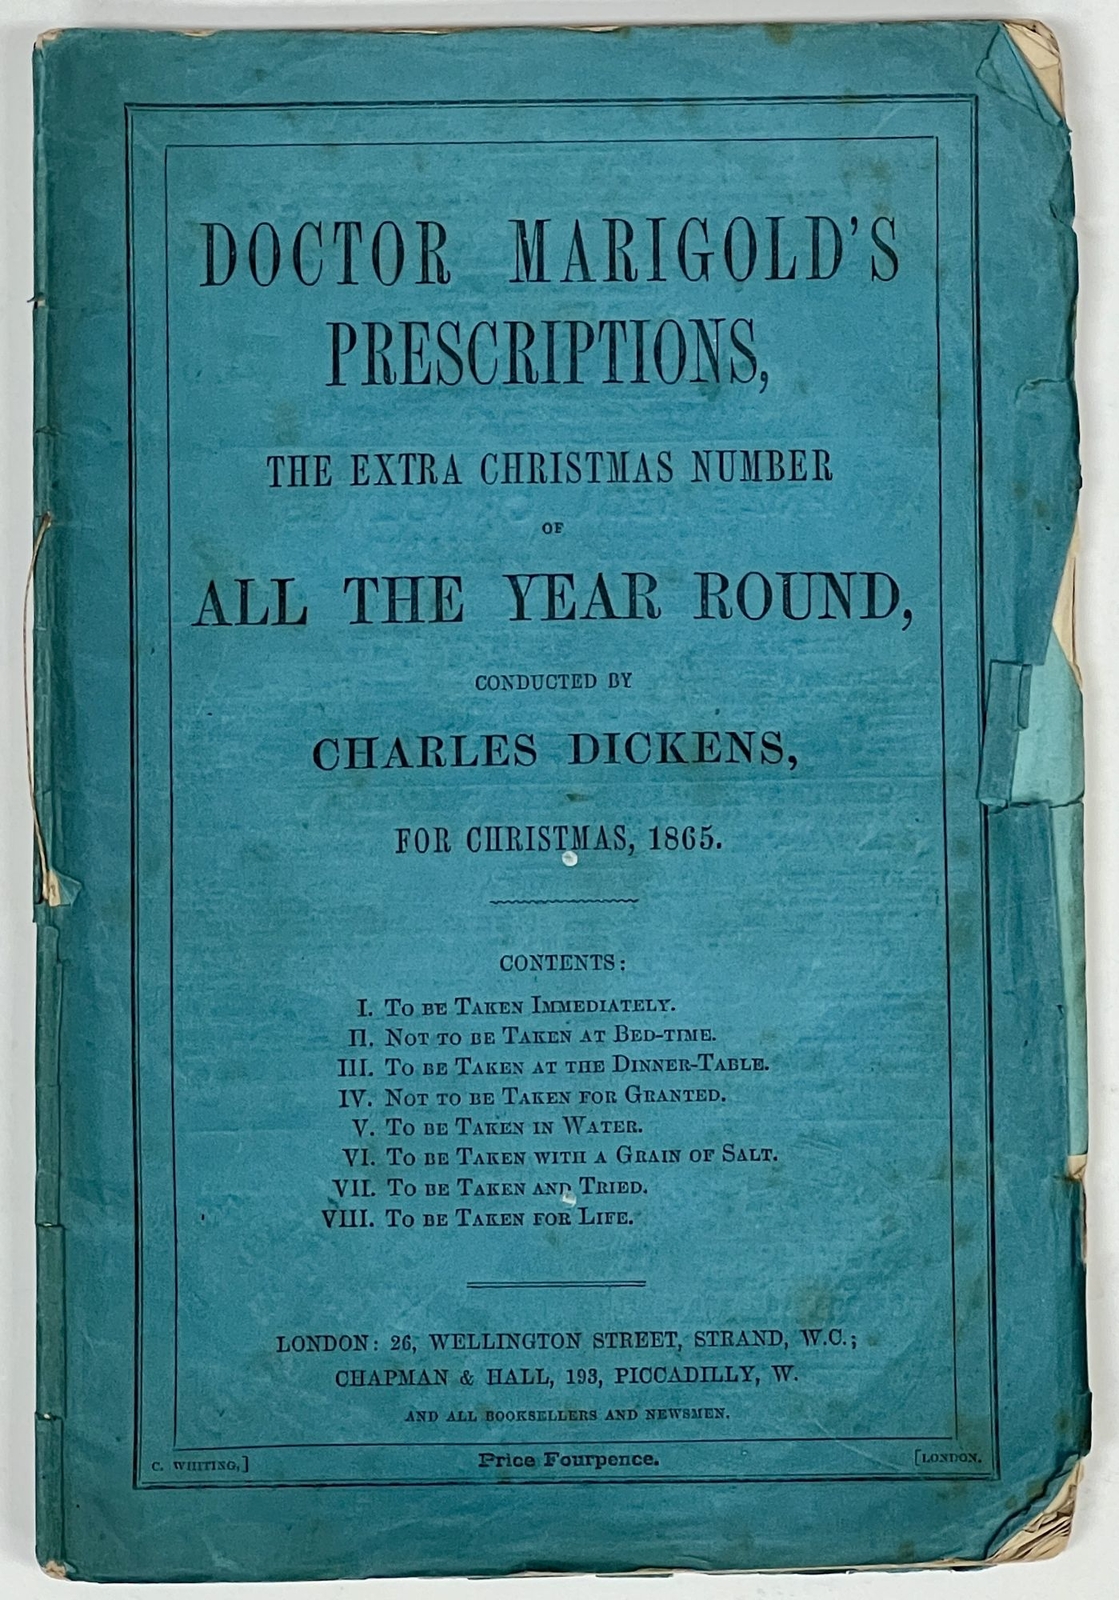 DOCTOR MARIGOLD'S
PRESCRIPTIONS,
THE EXTRA CHRISTMAS NUMBER
OF
ALL THE YEAR ROUND,
CONDUCTED BY
CHARLES DICKENS,
FOR CHRISTMAS, 1865.
CONTENTS:
I. TO BE TAKEN IMMEDIATELY.
II. NOT TO BE TAKEN AT BED-TIME.
III. TO BE TAKEN AT THE DINNER-TABLE.
IV. NOT TO BE TAKEN FOR GRANTED.
V. TO BE TAKEN IN WATER.
VI. TO BE TAKEN WITH A GRAIN OF SALT.
VII. TO BE TAKEN AND TRIED.
VIII. TO BE TAKEN FOR LIFE.
LONDON: 26, WELLINGTON STREET, STRAND, W.C.;
CHAPMAN & HALL, 193, PICCADILLY, W.
AND ALL BOOKSELLERS AND NEWSMEN.
C. WHITING,] Price Fourpence. [LONDON.